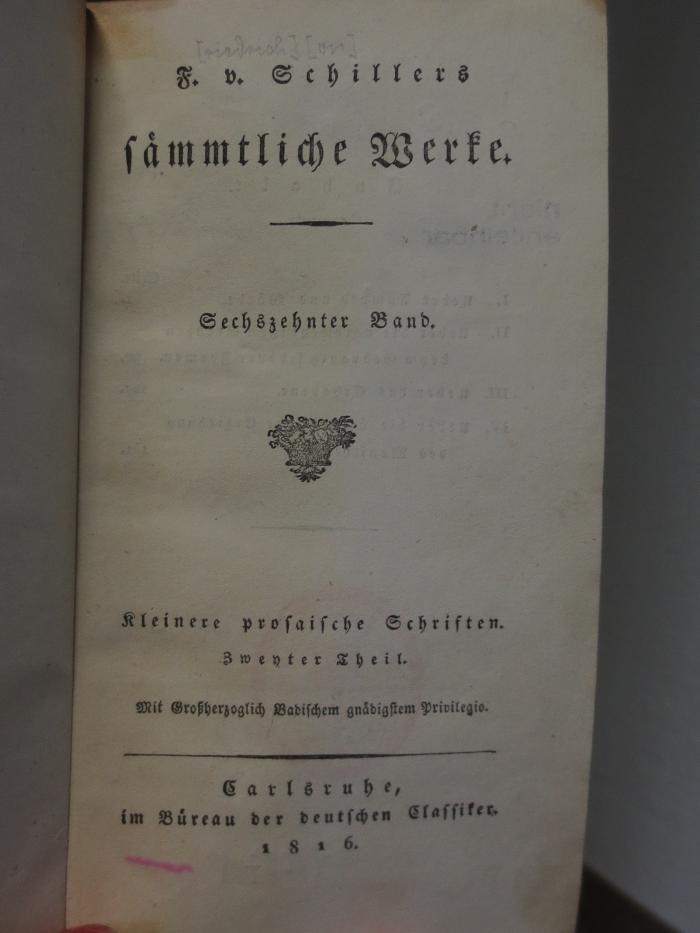 F. v. Schillers
sämmtliche Werke.
Sechszehnter Band.
Kleinere prosaische Schriften.
Zweyter Theil.
Mit Großherzoglich Badischem gnädigstem Privilegio.
Carlsruhe,
im Büreau der deutschen Classiker.
1816.